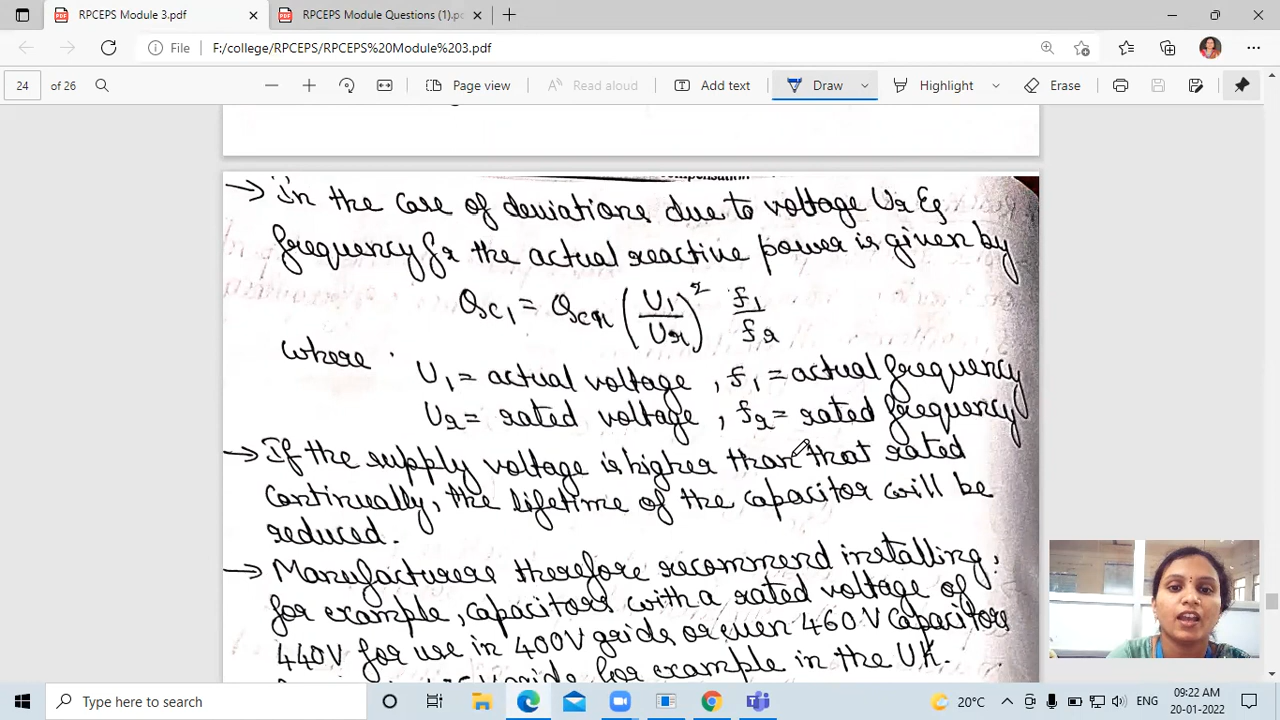 RPCEPS Module 3.pdf
RPCEPS Module Questions (1).pc
File F:/college/RPCEPS/RPCEPS%20Module%203.pdf
24 of 26 Page view Read aloud Add text Draw Highlight Erase
→ In the case of deviations due to voltage Ur &
frequency fr the actual reactive power is given by
Qc1 = Qcr (U1/Ur)² f1/fr
where
U1 = actual voltage , f1 = actual frequency
Ur = rated voltage , fr = rated frequency
→ If the supply voltage is higher than that rated
continually, the lifetime of the capacitor will be
reduced.
→ Manufacturers therefore recommend installing,
for example, capacitors with a rated voltage of
440V for use in 400V grids or even 460V capacitors
for example in the UK.
Type here to search
20°C ENG 09:22 AM
20-01-2022